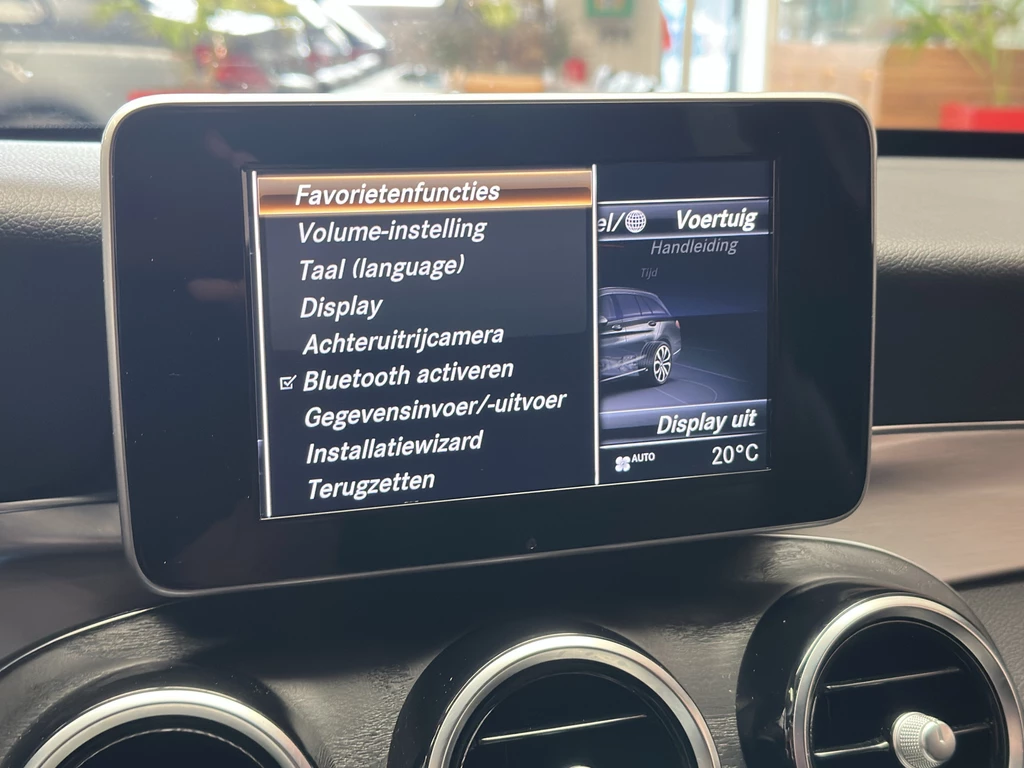 Favorietenfuncties
Volume-instelling
Taal (language)
Display
Achteruitrijcamera
Bluetooth activeren
Gegevensinvoer/-uitvoer
Installatiewizard
Terugzetten
el/ Voertuig
Handleiding
Tijd
Display uit
AUTO 20°C